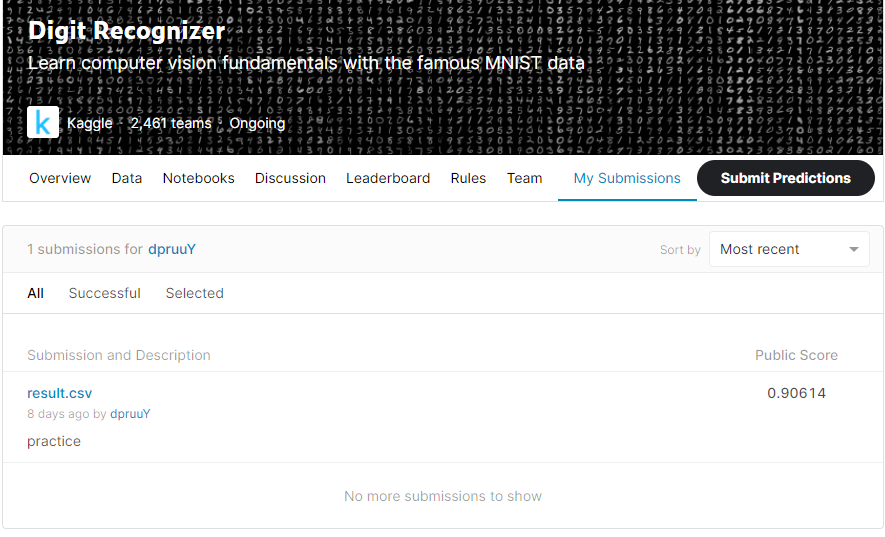 Digit Recognizer
Learn computer vision fundamentals with the famous MNIST data
k Kaggle · 2,461 teams · Ongoing
Overview Data Notebooks Discussion Leaderboard Rules Team My Submissions Submit Predictions
1 submissions for dpruuY Sort by Most recent
All Successful Selected
Submission and Description Public Score
result.csv 0.90614
8 days ago by dpruuY
practice
No more submissions to show